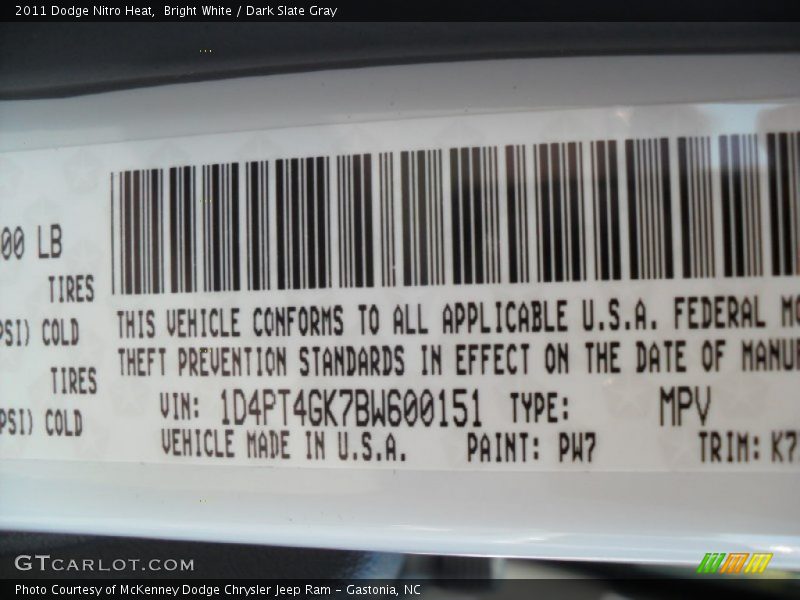 2011 Dodge Nitro Heat,  Bright White / Dark Slate Gray
00 LB
TIRES
PSI) COLD
TIRES
PSI) COLD
THIS VEHICLE CONFORMS TO ALL APPLICABLE U.S.A. FEDERAL MO
THEFT PREVENTION STANDARDS IN EFFECT ON THE DATE OF MANUF
VIN: 1D4PT4GK7BW600151 TYPE: MPV
VEHICLE MADE IN U.S.A. PAINT: PW7 TRIM: K7
GTCARLOT.COM
Photo Courtesy of McKenney Dodge Chrysler Jeep Ram – Gastonia, NC